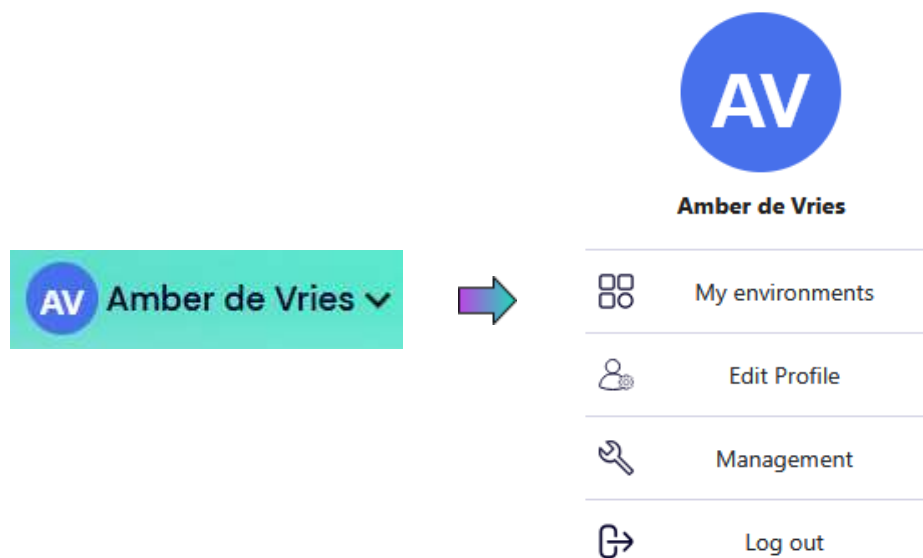 AV Amber de Vries
AV
Amber de Vries
My environments
Edit Profile
Management
Log out